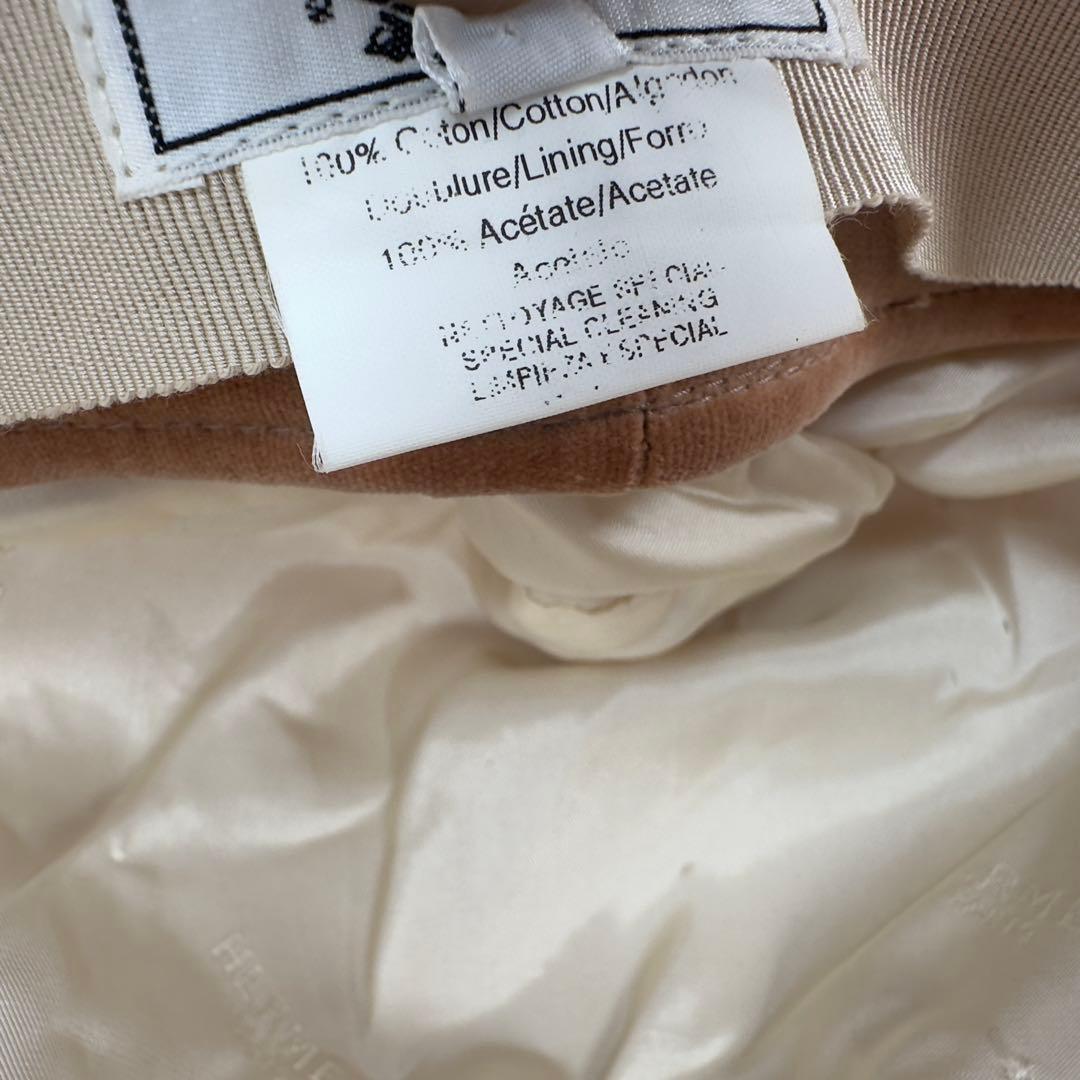 100% Coton/Cotton/Algodon
Doublure/Lining/Forro
100% Acétate/Acetate
Acetato
NETTOYAGE SPECIAL
SPECIAL CLEANING
LIMPIEZA ESPECIAL